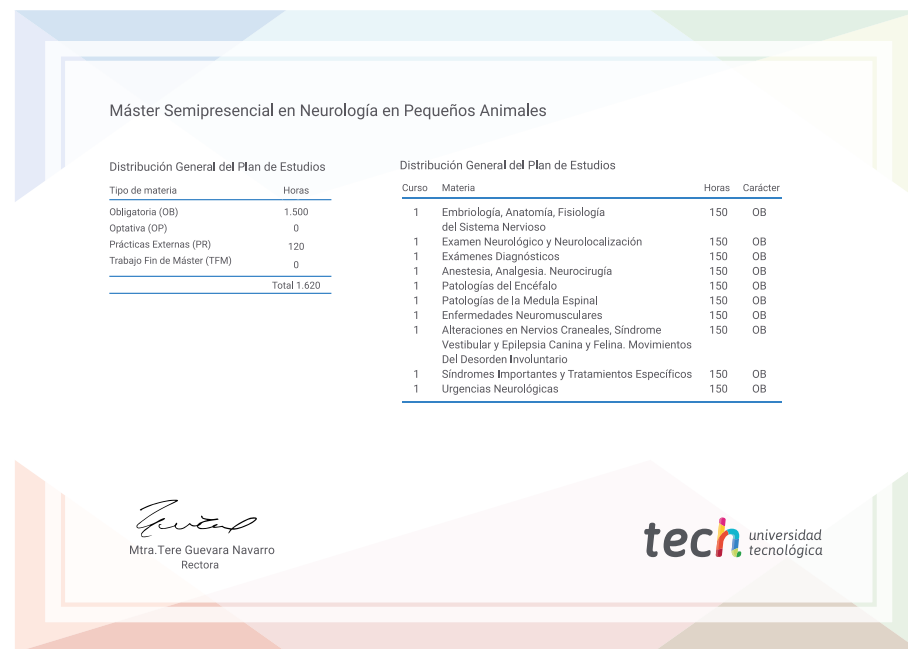 Máster Semipresencial en Neurología en Pequeños Animales
Distribución General del Plan de Estudios
Tipo de materia Horas
Obligatoria (OB) 1.500
Optativa (OP) 0
Prácticas Externas (PR) 120
Trabajo Fin de Máster (TFM) 0
Total 1.620
Distribución General del Plan de Estudios
Curso Materia Horas Carácter
1 Embriología, Anatomía, Fisiología 150 OB
del Sistema Nervioso
1 Examen Neurológico y Neurolocalización 150 OB
1 Exámenes Diagnósticos 150 OB
1 Anestesia, Analgesia. Neurocirugía 150 OB
1 Patologías del Encéfalo 150 OB
1 Patologías de la Medula Espinal 150 OB
1 Enfermedades Neuromusculares 150 OB
1 Alteraciones en Nervios Craneales, Síndrome 150 OB
Vestibular y Epilepsia Canina y Felina. Movimientos
Del Desorden Involuntario
1 Síndromes Importantes y Tratamientos Específicos 150 OB
1 Urgencias Neurológicas 150 OB
Mtra.Tere Guevara Navarro
Rectora
tech universidad
tecnológica